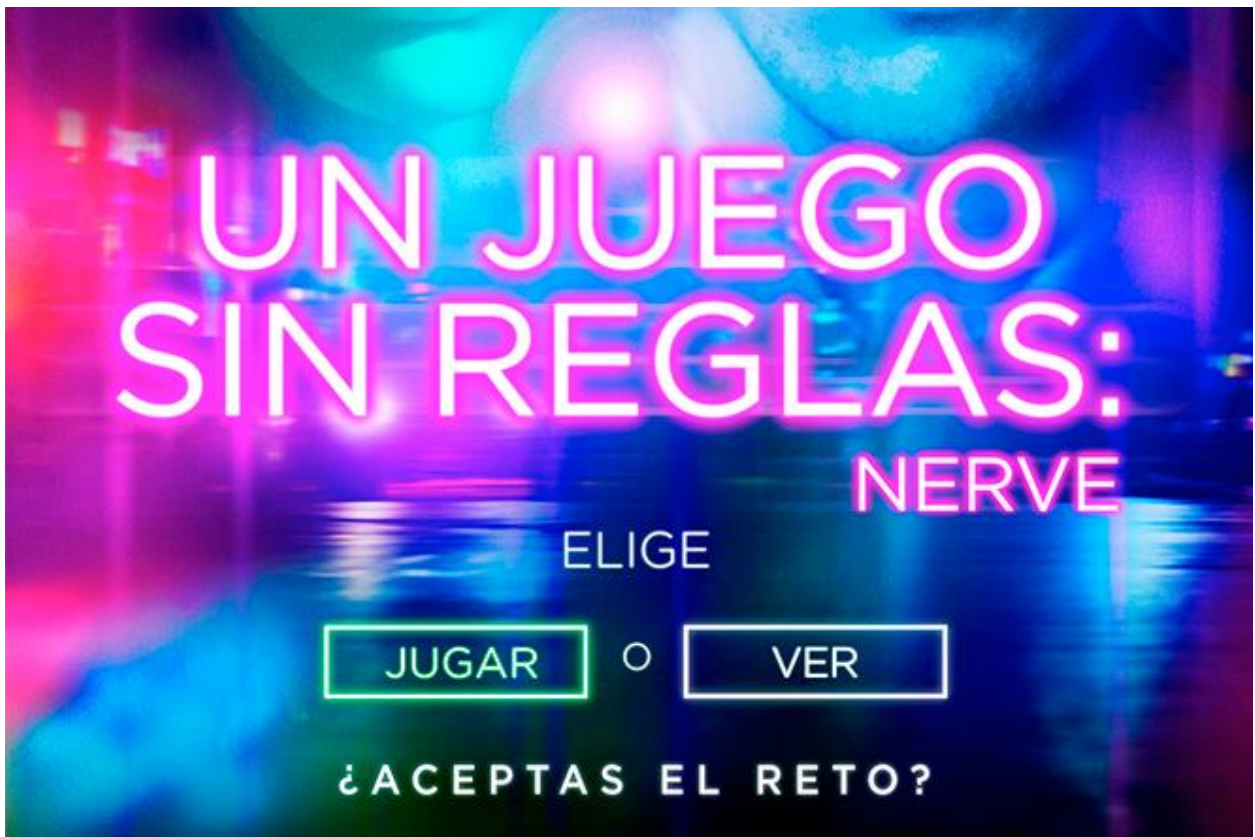 UN JUEGO
SIN REGLAS:
NERVE
ELIGE
JUGAR O VER
¿ACEPTAS EL RETO?